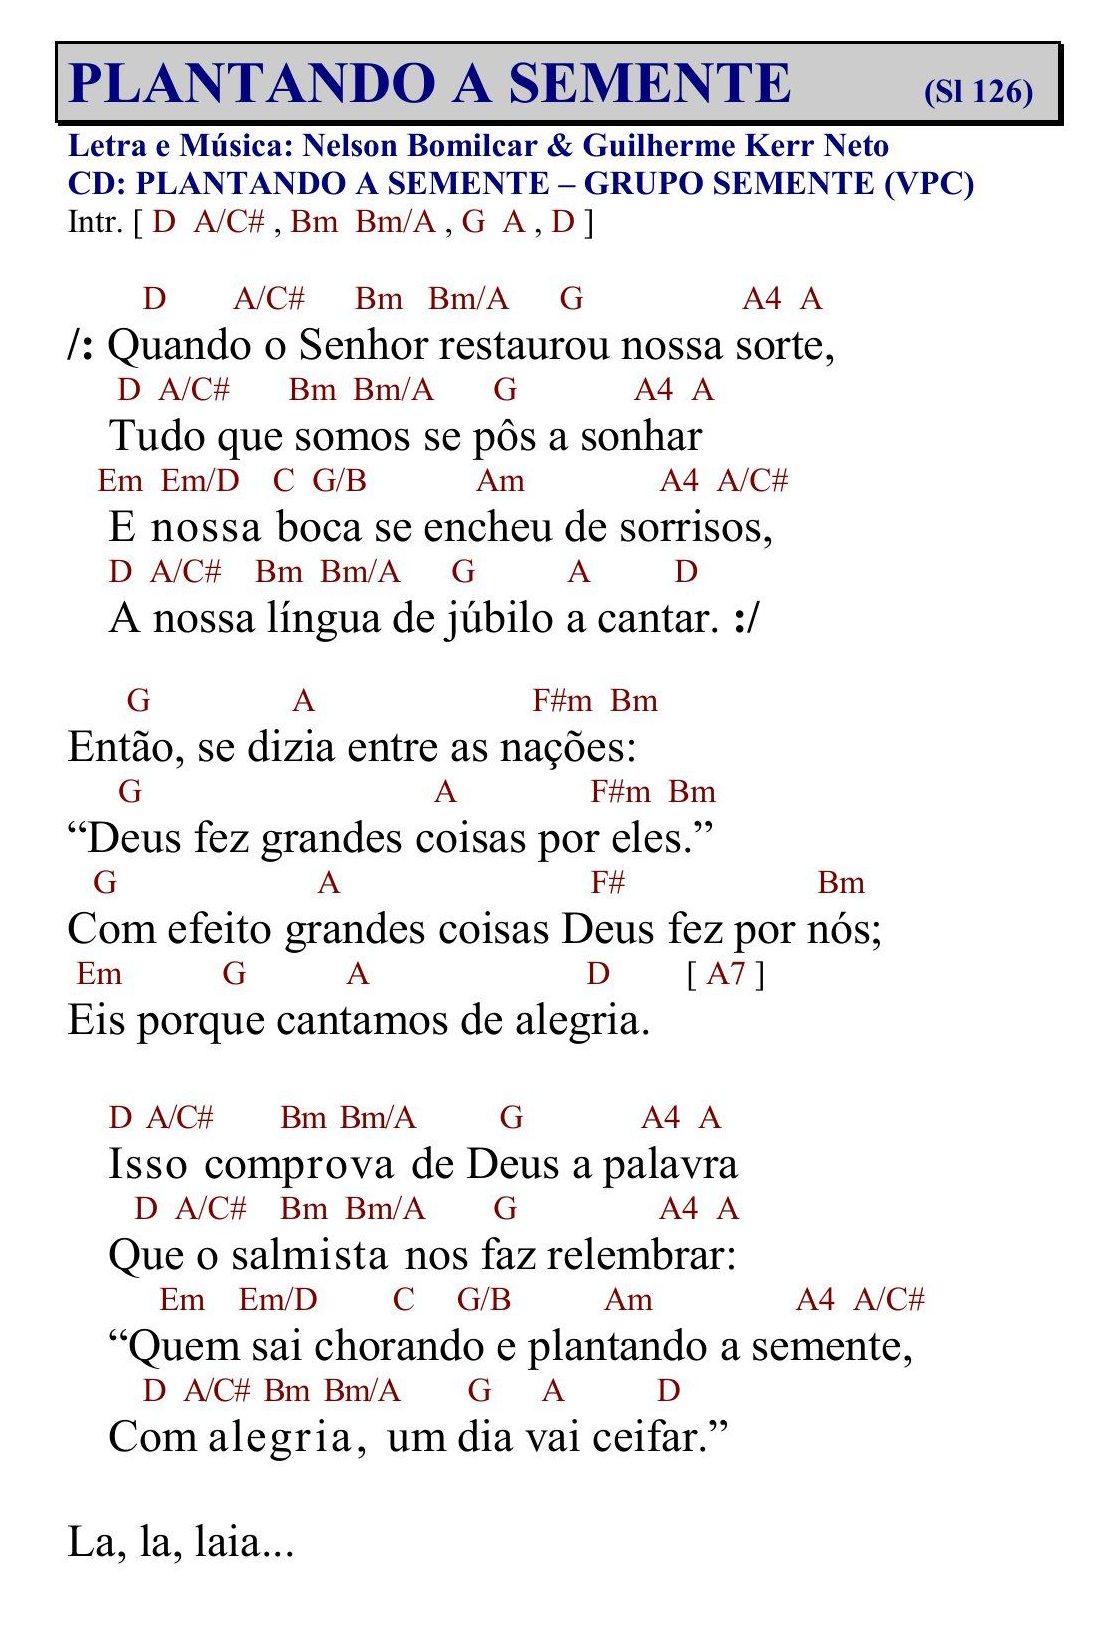 PLANTANDO A SEMENTE (Sl 126)
Letra e Música: Nelson Bomilcar & Guilherme Kerr Neto
CD: PLANTANDO A SEMENTE – GRUPO SEMENTE (VPC)
Intr. [ D A/C# , Bm Bm/A , G A , D ]
D A/C# Bm Bm/A G A4 A
/: Quando o Senhor restaurou nossa sorte,
D A/C# Bm Bm/A G A4 A
Tudo que somos se pôs a sonhar
Em Em/D C G/B Am A4 A/C#
E nossa boca se encheu de sorrisos,
D A/C# Bm Bm/A G A D
A nossa língua de júbilo a cantar. :/
G A F#m Bm
Então, se dizia entre as nações:
G A F#m Bm
“Deus fez grandes coisas por eles.”
G A F# Bm
Com efeito grandes coisas Deus fez por nós;
Em G A D [ A7 ]
Eis porque cantamos de alegria.
D A/C# Bm Bm/A G A4 A
Isso comprova de Deus a palavra
D A/C# Bm Bm/A G A4 A
Que o salmista nos faz relembrar:
Em Em/D C G/B Am A4 A/C#
“Quem sai chorando e plantando a semente,
D A/C# Bm Bm/A G A D
Com alegria, um dia vai ceifar.”
La, la, laia...